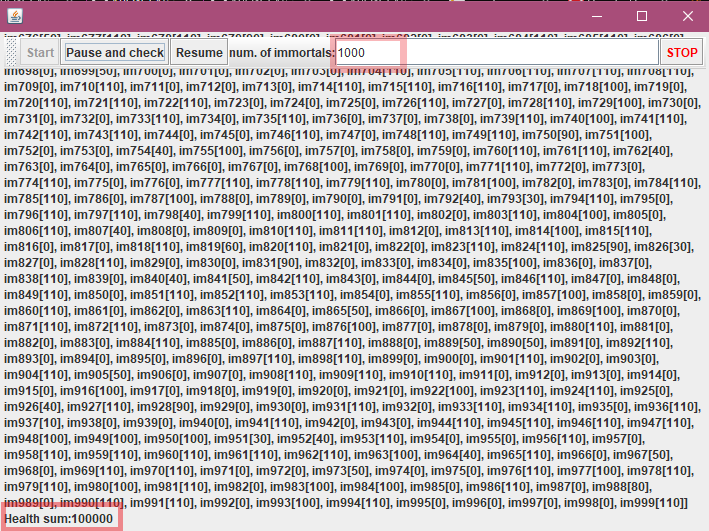 Start Pause and check Resume num. of immortals: 1000 STOP
im698[0], im699[50], im700[0], im701[0], im702[0], im703[0], im704[110], im705[110], im706[110], im707[110], im708[110],
im709[0], im710[110], im711[0], im712[0], im713[0], im714[110], im715[110], im716[110], im717[0], im718[100], im719[0],
im720[110], im721[110], im722[110], im723[0], im724[0], im725[0], im726[110], im727[110], im728[110], im729[100], im730[0],
im731[0], im732[0], im733[110], im734[0], im735[110], im736[0], im737[0], im738[0], im739[110], im740[100], im741[110],
im742[110], im743[110], im744[0], im745[0], im746[110], im747[0], im748[110], im749[110], im750[90], im751[100],
im752[0], im753[0], im754[40], im755[100], im756[0], im757[0], im758[0], im759[0], im760[110], im761[110], im762[40],
im763[0], im764[0], im765[0], im766[0], im767[0], im768[100], im769[0], im770[0], im771[110], im772[0], im773[0],
im774[110], im775[0], im776[0], im777[110], im778[110], im779[110], im780[0], im781[100], im782[0], im783[0], im784[110],
im785[110], im786[0], im787[100], im788[0], im789[0], im790[0], im791[0], im792[40], im793[30], im794[110], im795[0],
im796[110], im797[110], im798[40], im799[110], im800[110], im801[110], im802[0], im803[110], im804[100], im805[0],
im806[110], im807[40], im808[0], im809[0], im810[110], im811[110], im812[0], im813[110], im814[100], im815[110],
im816[0], im817[0], im818[110], im819[60], im820[110], im821[0], im822[0], im823[110], im824[110], im825[90], im826[30],
im827[0], im828[110], im829[0], im830[0], im831[90], im832[0], im833[0], im834[0], im835[100], im836[0], im837[0],
im838[110], im839[0], im840[40], im841[50], im842[110], im843[0], im844[0], im845[50], im846[110], im847[0], im848[0],
im849[110], im850[0], im851[110], im852[110], im853[110], im854[0], im855[110], im856[0], im857[100], im858[0], im859[0],
im860[110], im861[0], im862[0], im863[110], im864[0], im865[50], im866[0], im867[100], im868[0], im869[100], im870[0],
im871[110], im872[110], im873[0], im874[0], im875[0], im876[100], im877[0], im878[0], im879[0], im880[110], im881[0],
im882[0], im883[0], im884[110], im885[0], im886[0], im887[110], im888[0], im889[50], im890[50], im891[0], im892[110],
im893[0], im894[0], im895[0], im896[0], im897[110], im898[110], im899[0], im900[0], im901[110], im902[0], im903[0],
im904[110], im905[50], im906[0], im907[0], im908[110], im909[110], im910[110], im911[0], im912[0], im913[0], im914[0],
im915[0], im916[100], im917[0], im918[0], im919[0], im920[0], im921[0], im922[100], im923[110], im924[110], im925[0],
im926[40], im927[110], im928[90], im929[0], im930[0], im931[110], im932[0], im933[110], im934[110], im935[0], im936[110],
im937[10], im938[0], im939[0], im940[0], im941[110], im942[0], im943[0], im944[110], im945[110], im946[110], im947[110],
im948[100], im949[100], im950[100], im951[30], im952[40], im953[110], im954[0], im955[0], im956[110], im957[0],
im958[110], im959[110], im960[110], im961[110], im962[110], im963[100], im964[40], im965[110], im966[0], im967[50],
im968[0], im969[110], im970[110], im971[0], im972[0], im973[50], im974[0], im975[0], im976[110], im977[100], im978[110],
im979[110], im980[100], im981[110], im982[0], im983[100], im984[100], im985[110], im986[110], im987[0], im988[80],
im989[0], im990[110], im991[110], im992[0], im993[100], im994[110], im995[0], im996[0], im997[0], im998[0], im999[110]]
Health sum:100000